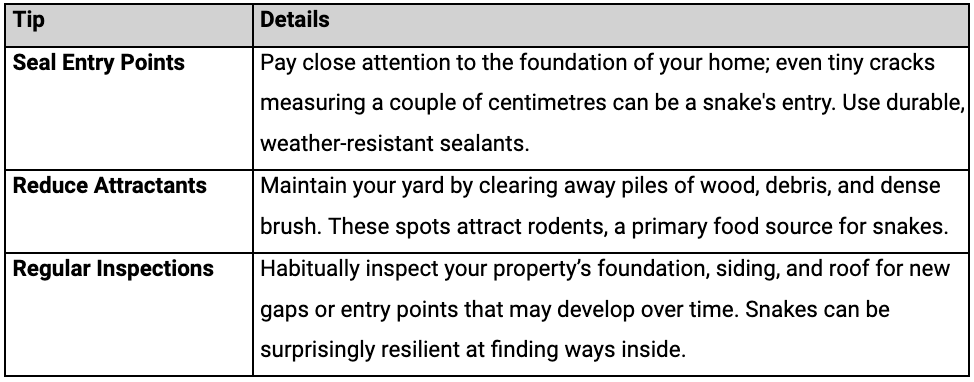 Tip Details
Seal Entry Points Pay close attention to the foundation of your home; even tiny cracks
measuring a couple of centimetres can be a snake's entry. Use durable,
weather-resistant sealants.
Reduce Attractants Maintain your yard by clearing away piles of wood, debris, and dense
brush. These spots attract rodents, a primary food source for snakes.
Regular Inspections Habitually inspect your property’s foundation, siding, and roof for new
gaps or entry points that may develop over time. Snakes can be
surprisingly resilient at finding ways inside.